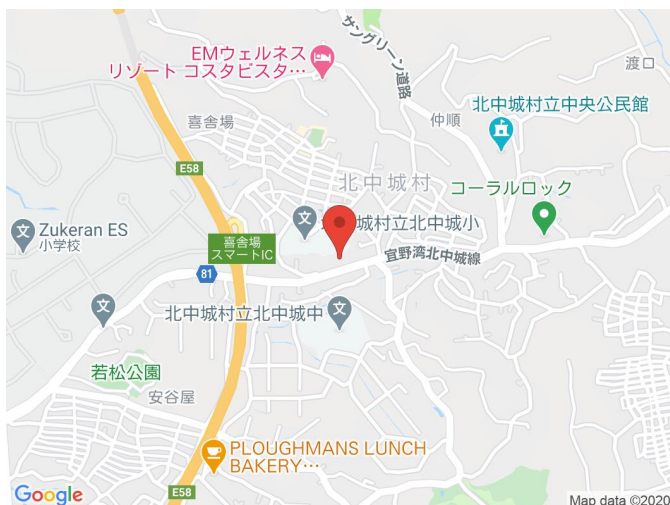 EMウェルネス
リゾート コスタビスタ…
サングリーン道路
渡口
北中城村立中央公民館
喜舎場
仲順
E58
北中城村
コーラルロック
Zukeran ES
小学校
城村立北中城小
喜舎場
スマートIC
宜野湾北中城線
81
北中城村立北中城中
若松公園
安谷屋
PLOUGHMANS LUNCH
BAKERY…
E58
Google
Map data ©2020